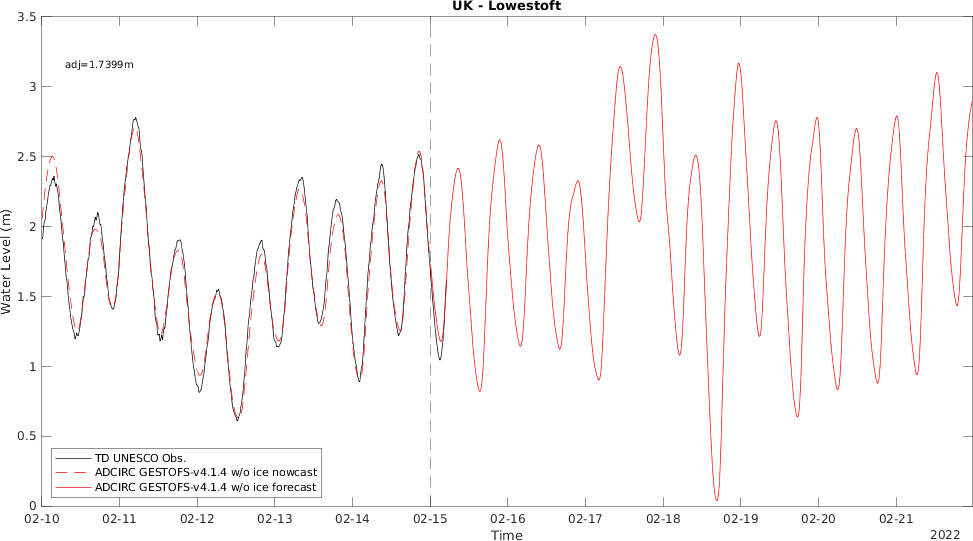 UK - Lowestoft
3.5
3
2.5
2
1.5
1
0.5
0
Water Level (m)
adj=1.7399m
TD UNESCO Obs.
ADCIRC GESTOFS-v4.1.4 w/o ice nowcast
ADCIRC GESTOFS-v4.1.4 w/o ice forecast
02-10 02-11 02-12 02-13 02-14 02-15 02-16 02-17 02-18 02-19 02-20 02-21
Time
2022